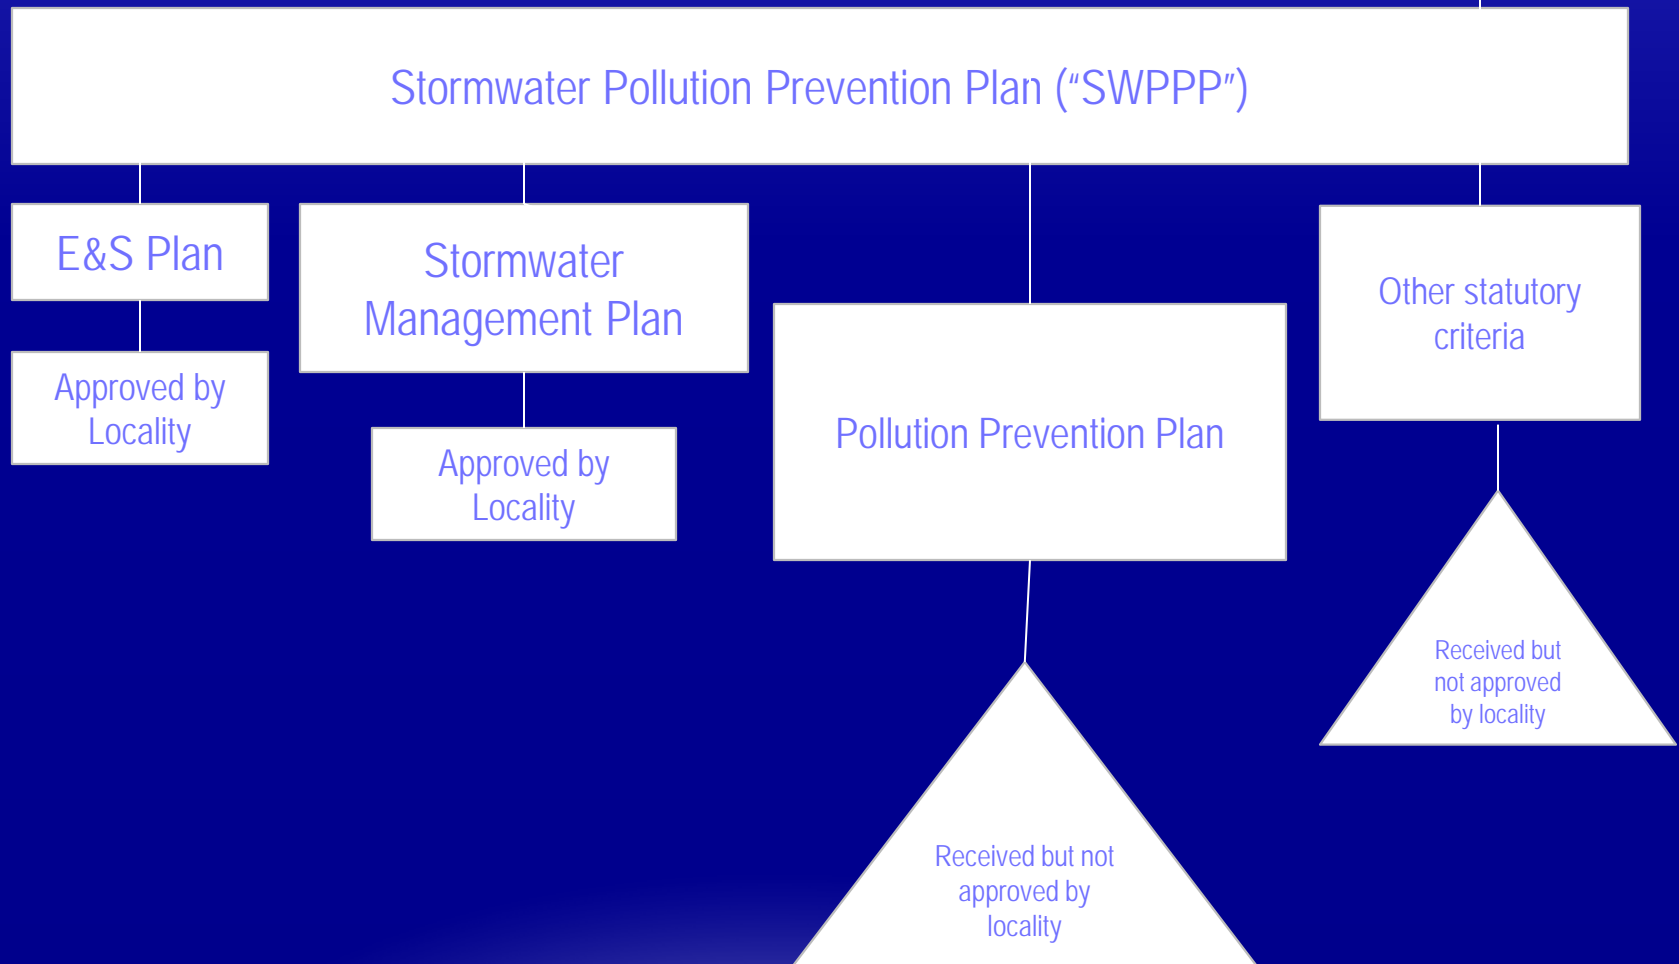 Stormwater Pollution Prevention Plan (“SWPPP”)
E&S Plan
Approved by
Locality
Stormwater
Management Plan
Approved by
Locality
Pollution Prevention Plan
Received but not
approved by
locality
Other statutory
criteria
Received but
not approved
by locality